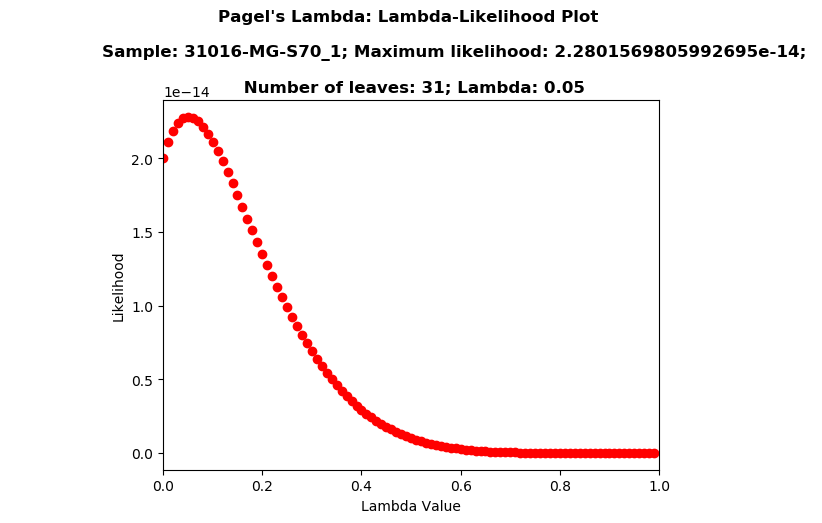 Pagel's Lambda: Lambda-Likelihood Plot
Sample: 31016-MG-S70_1; Maximum likelihood: 2.2801569805992695e-14;
Number of leaves: 31; Lambda: 0.05
1e−14
2.0
1.5
1.0
0.5
0.0
Likelihood
0.0 0.2 0.4 0.6 0.8 1.0
Lambda Value